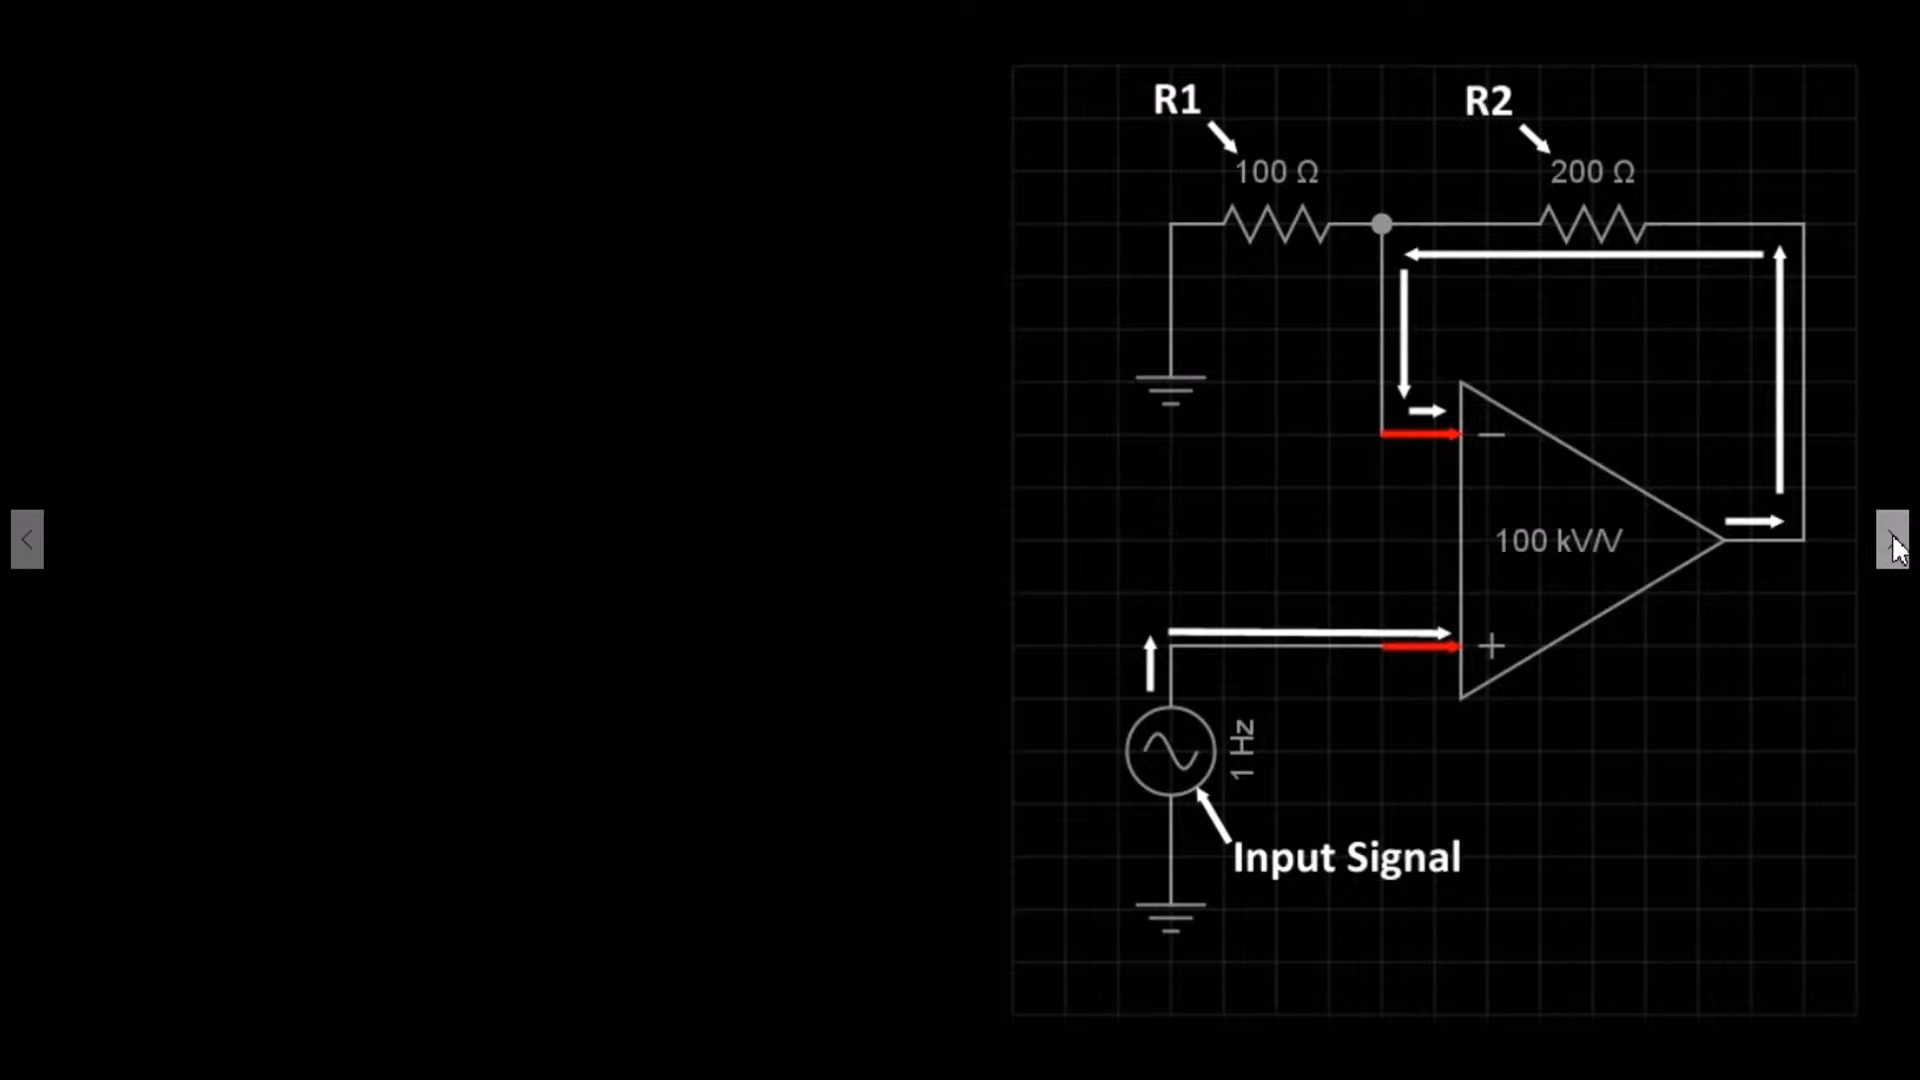 R1
R2
100 Ω
200 Ω
100 kV/V
1 Hz
Input Signal